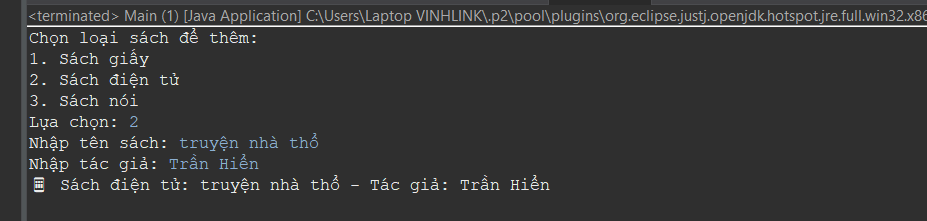 <terminated> Main (1) [Java Application] C:\Users\Laptop VINHLINK\.p2\pool\plugins\org.eclipse.justj.openjdk.hotspot.jre.full.win32.x86
Chọn loại sách để thêm:
1. Sách giấy
2. Sách điện tử
3. Sách nói
Lựa chọn: 2
Nhập tên sách: truyện nhà thổ
Nhập tác giả: Trần Hiển
📱 Sách điện tử: truyện nhà thổ - Tác giả: Trần Hiển